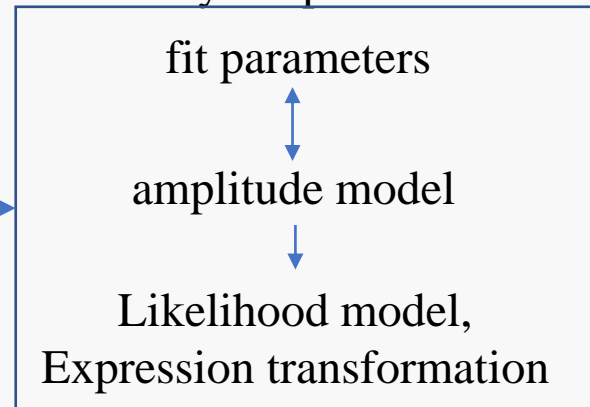 fit parameters
amplitude model
Likelihood model,
Expression transformation